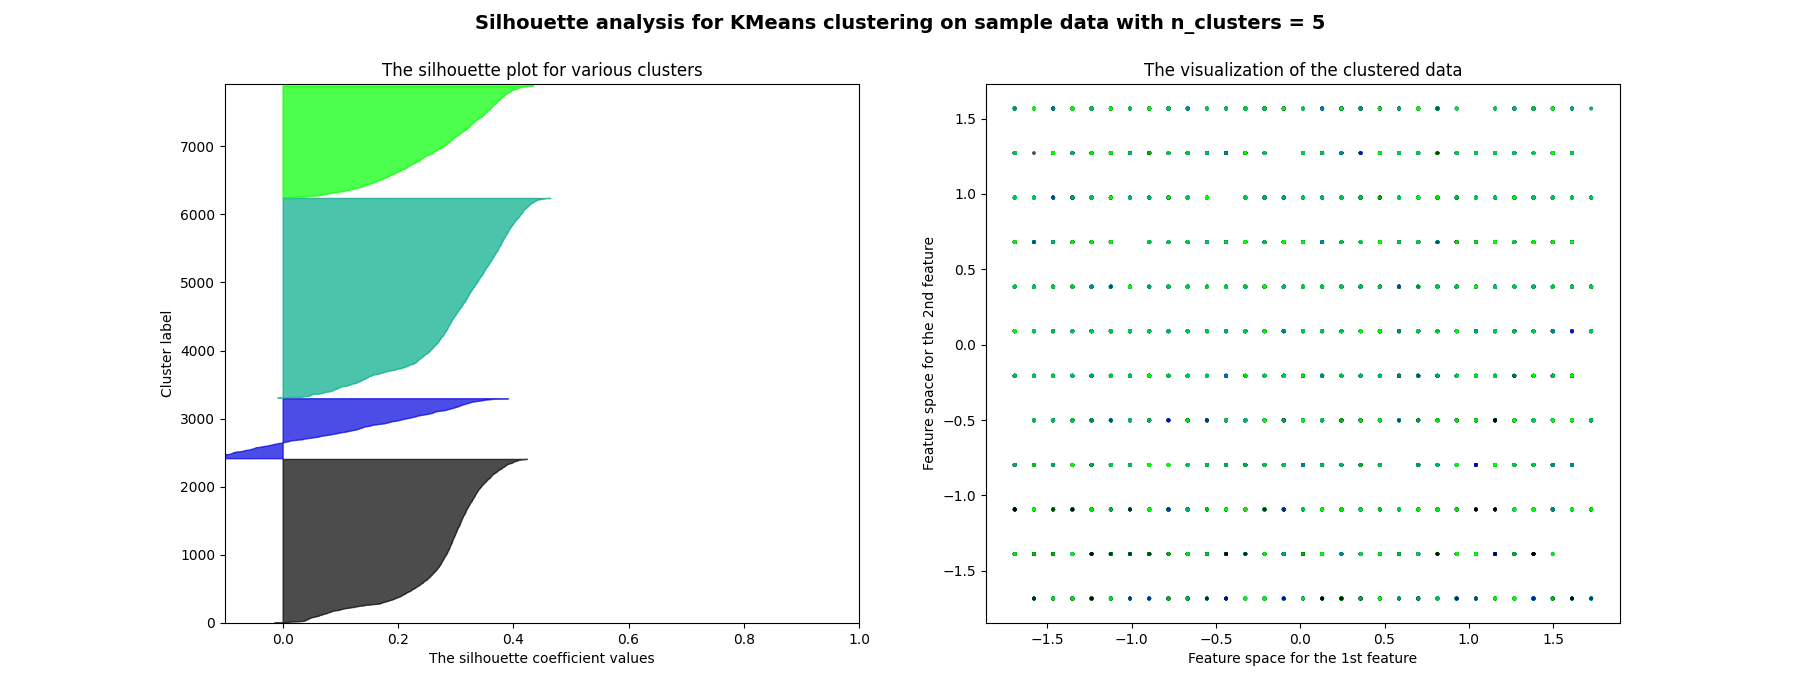 Silhouette analysis for KMeans clustering on sample data with n_clusters = 5
The silhouette plot for various clusters
Cluster label
7000
6000
5000
4000
3000
2000
1000
0
0.0 0.2 0.4 0.6 0.8 1.0
The silhouette coefficient values
The visualization of the clustered data
Feature space for the 2nd feature
1.5
1.0
0.5
0.0
−0.5
−1.0
−1.5
−1.5 −1.0 −0.5 0.0 0.5 1.0 1.5
Feature space for the 1st feature